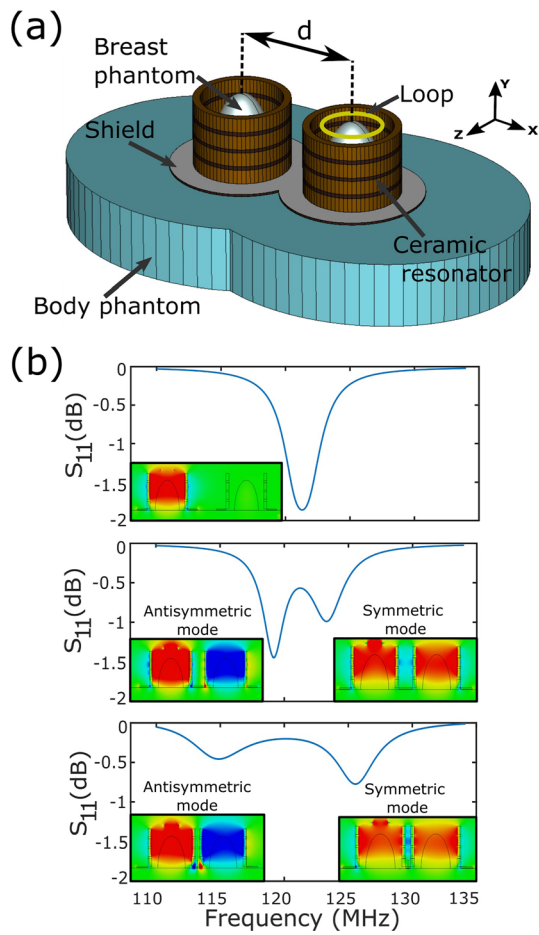 (a)
d
Breast
phantom
Loop
Shield
Y
Z
X
Ceramic
resonator
Body phantom
(b)
S11(dB)
0
-0.5
-1
-1.5
-2
S11(dB)
0
-0.5
-1
-1.5
-2
Antisymmetric
mode
Symmetric
mode
S11(dB)
0
-0.5
-1
-1.5
-2
Antisymmetric
mode
Symmetric
mode
110 115 120 125 130 135
Frequency (MHz)